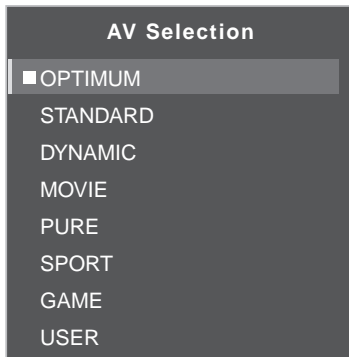 AV Selection
OPTIMUM
STANDARD
DYNAMIC
MOVIE
PURE
SPORT
GAME
USER